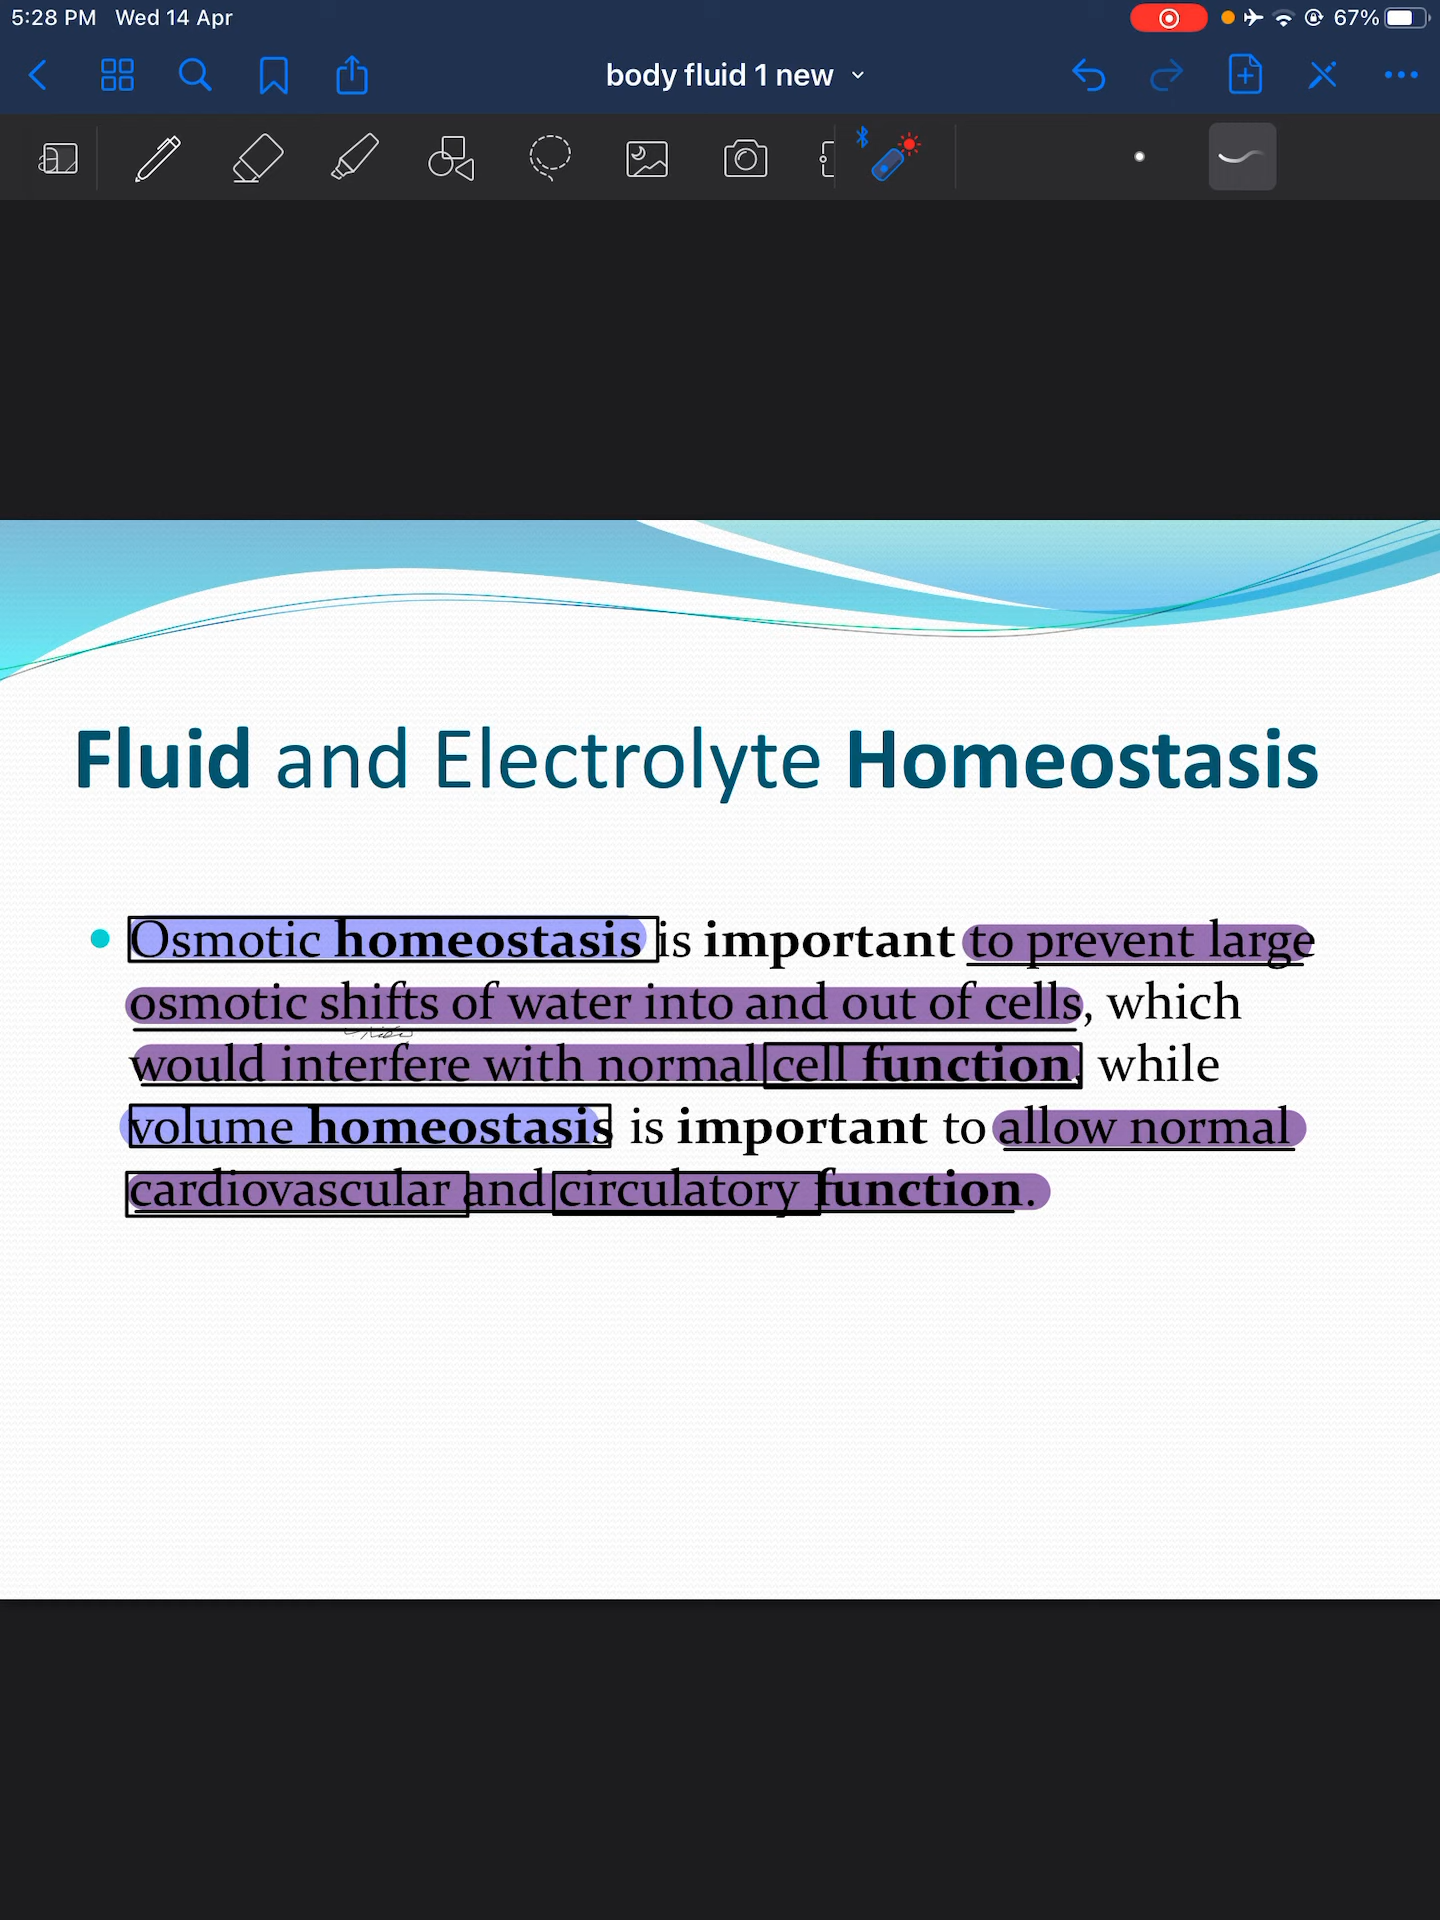 5:28 PM Wed 14 Apr
67%
body fluid 1 new
Fluid and Electrolyte Homeostasis
• Osmotic homeostasis is important to prevent large
osmotic shifts of water into and out of cells, which
would interfere with normal cell function. while
volume homeostasis is important to allow normal
cardiovascular and circulatory function.